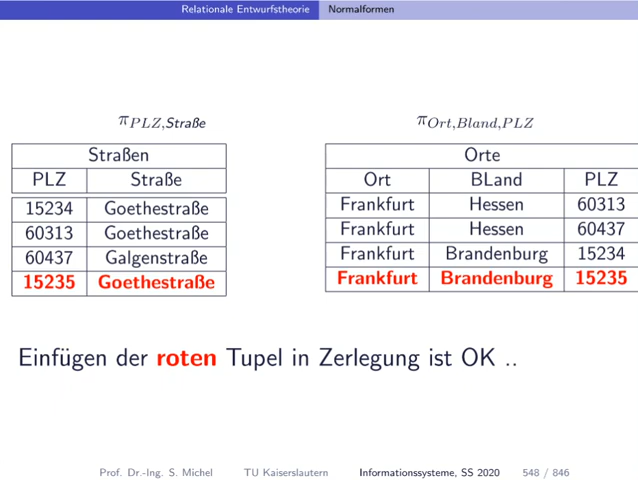 Relationale Entwurfstheorie Normalformen
πPLZ,Straße
Straßen
PLZ Straße
15234 Goethestraße
60313 Goethestraße
60437 Galgenstraße
15235 Goethestraße
πOrt,Bland,PLZ
Orte
Ort BLand PLZ
Frankfurt Hessen 60313
Frankfurt Hessen 60437
Frankfurt Brandenburg 15234
Frankfurt Brandenburg 15235
Einfügen der roten Tupel in Zerlegung ist OK ..
Prof. Dr.-Ing. S. Michel TU Kaiserslautern Informationssysteme, SS 2020 548 / 846